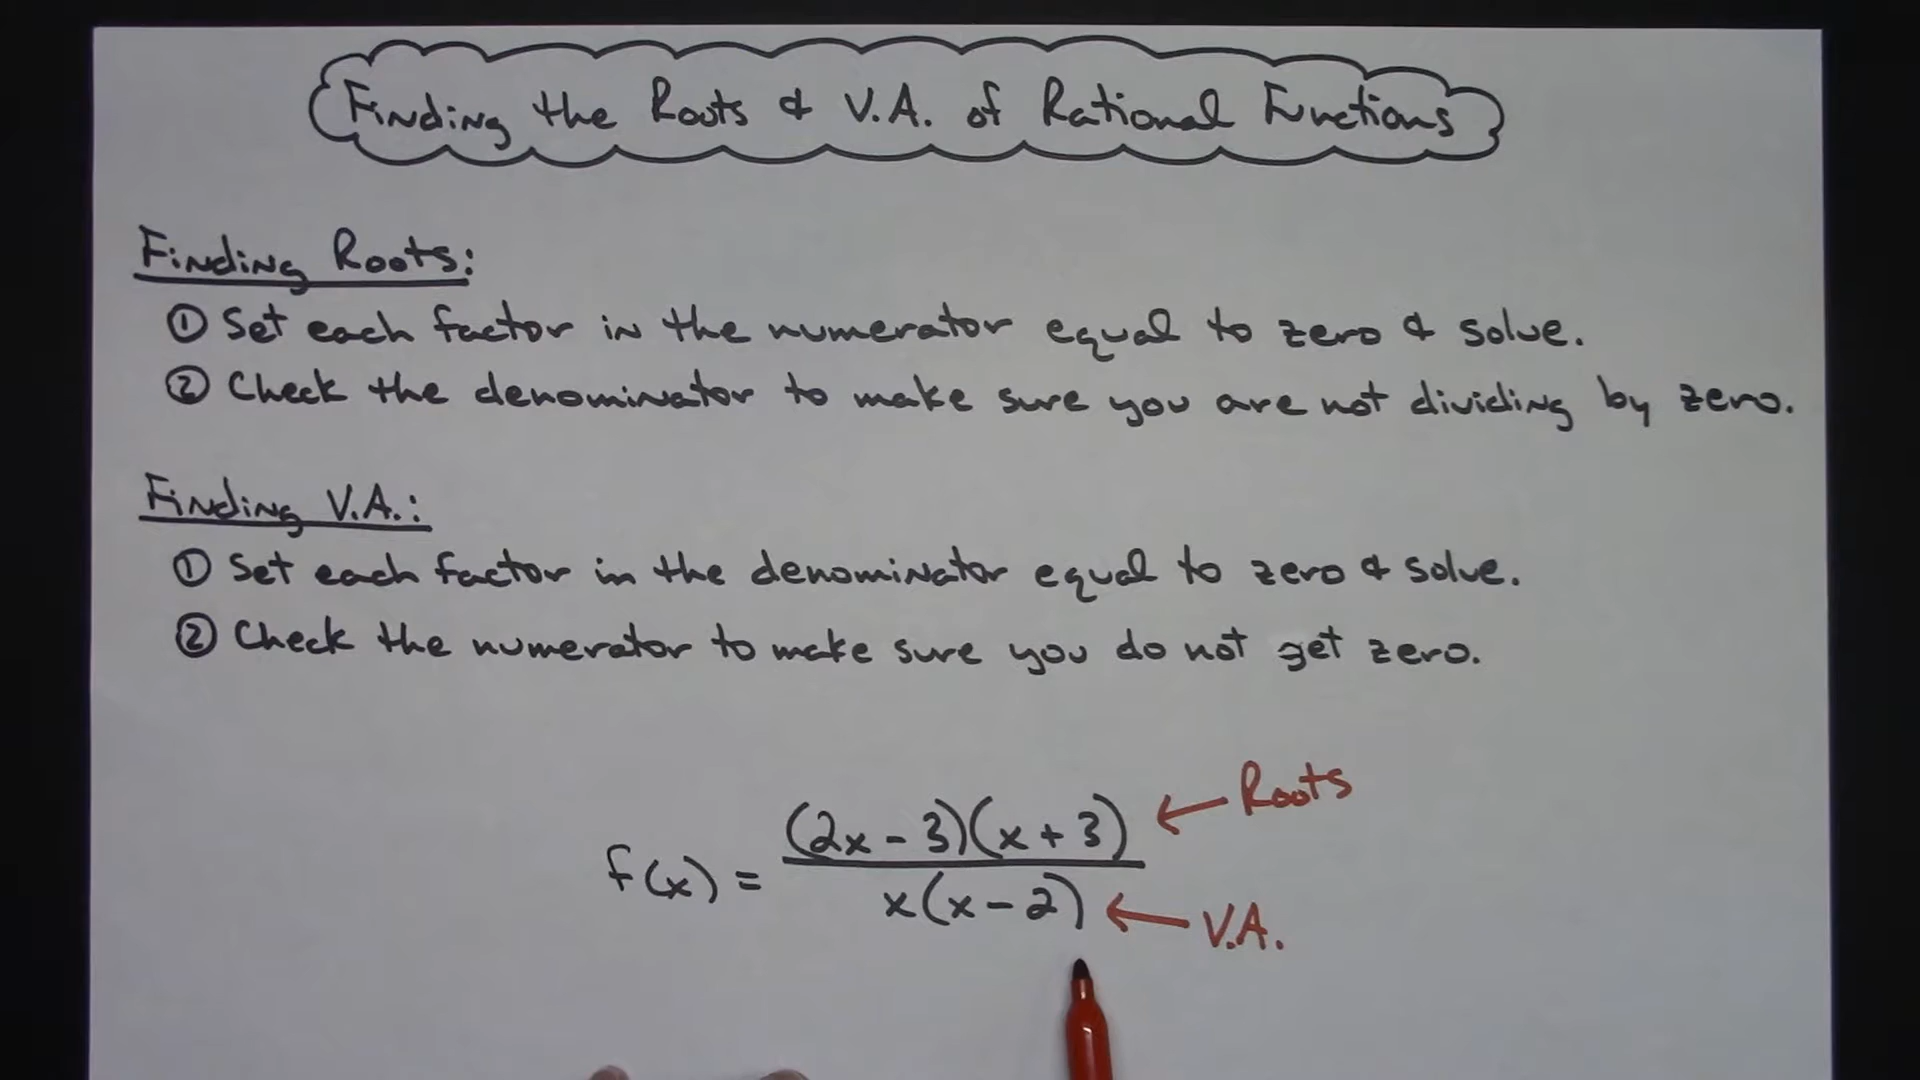 Finding the Roots & V.A. of Rational Functions
Finding Roots:
① Set each factor in the numerator equal to zero & solve.
② Check the denominator to make sure you are not dividing by zero.
Finding V.A.:
① Set each factor in the denominator equal to zero & solve.
② Check the numerator to make sure you do not get zero.
(2x - 3)(x + 3) ← Roots
f(x) =
x(x - 2) ← V.A.